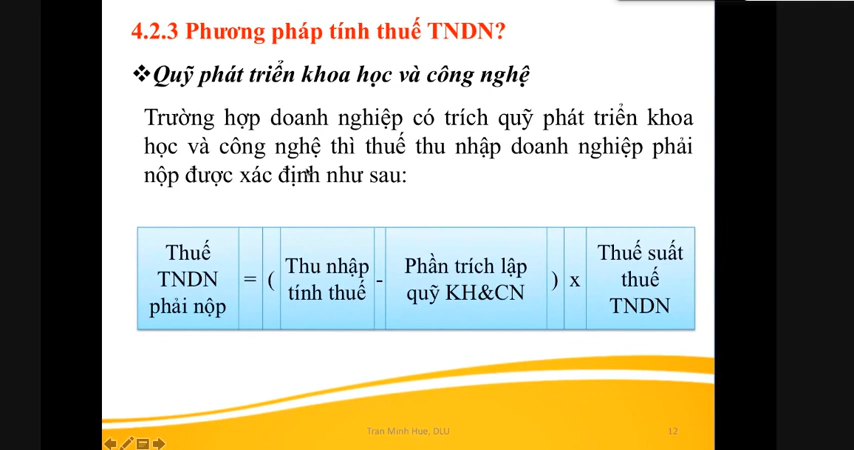 4.2.3 Phương pháp tính thuế TNDN?
❖Quỹ phát triển khoa học và công nghệ
Trường hợp doanh nghiệp có trích quỹ phát triển khoa
học và công nghệ thì thuế thu nhập doanh nghiệp phải
nộp được xác định như sau:
Thuế
TNDN
phải nộp
=
(
Thu nhập
tính thuế
-
Phần trích lập
quỹ KH&CN
)
x
Thuế suất
thuế
TNDN
Tran Minh Hue, DLU
12